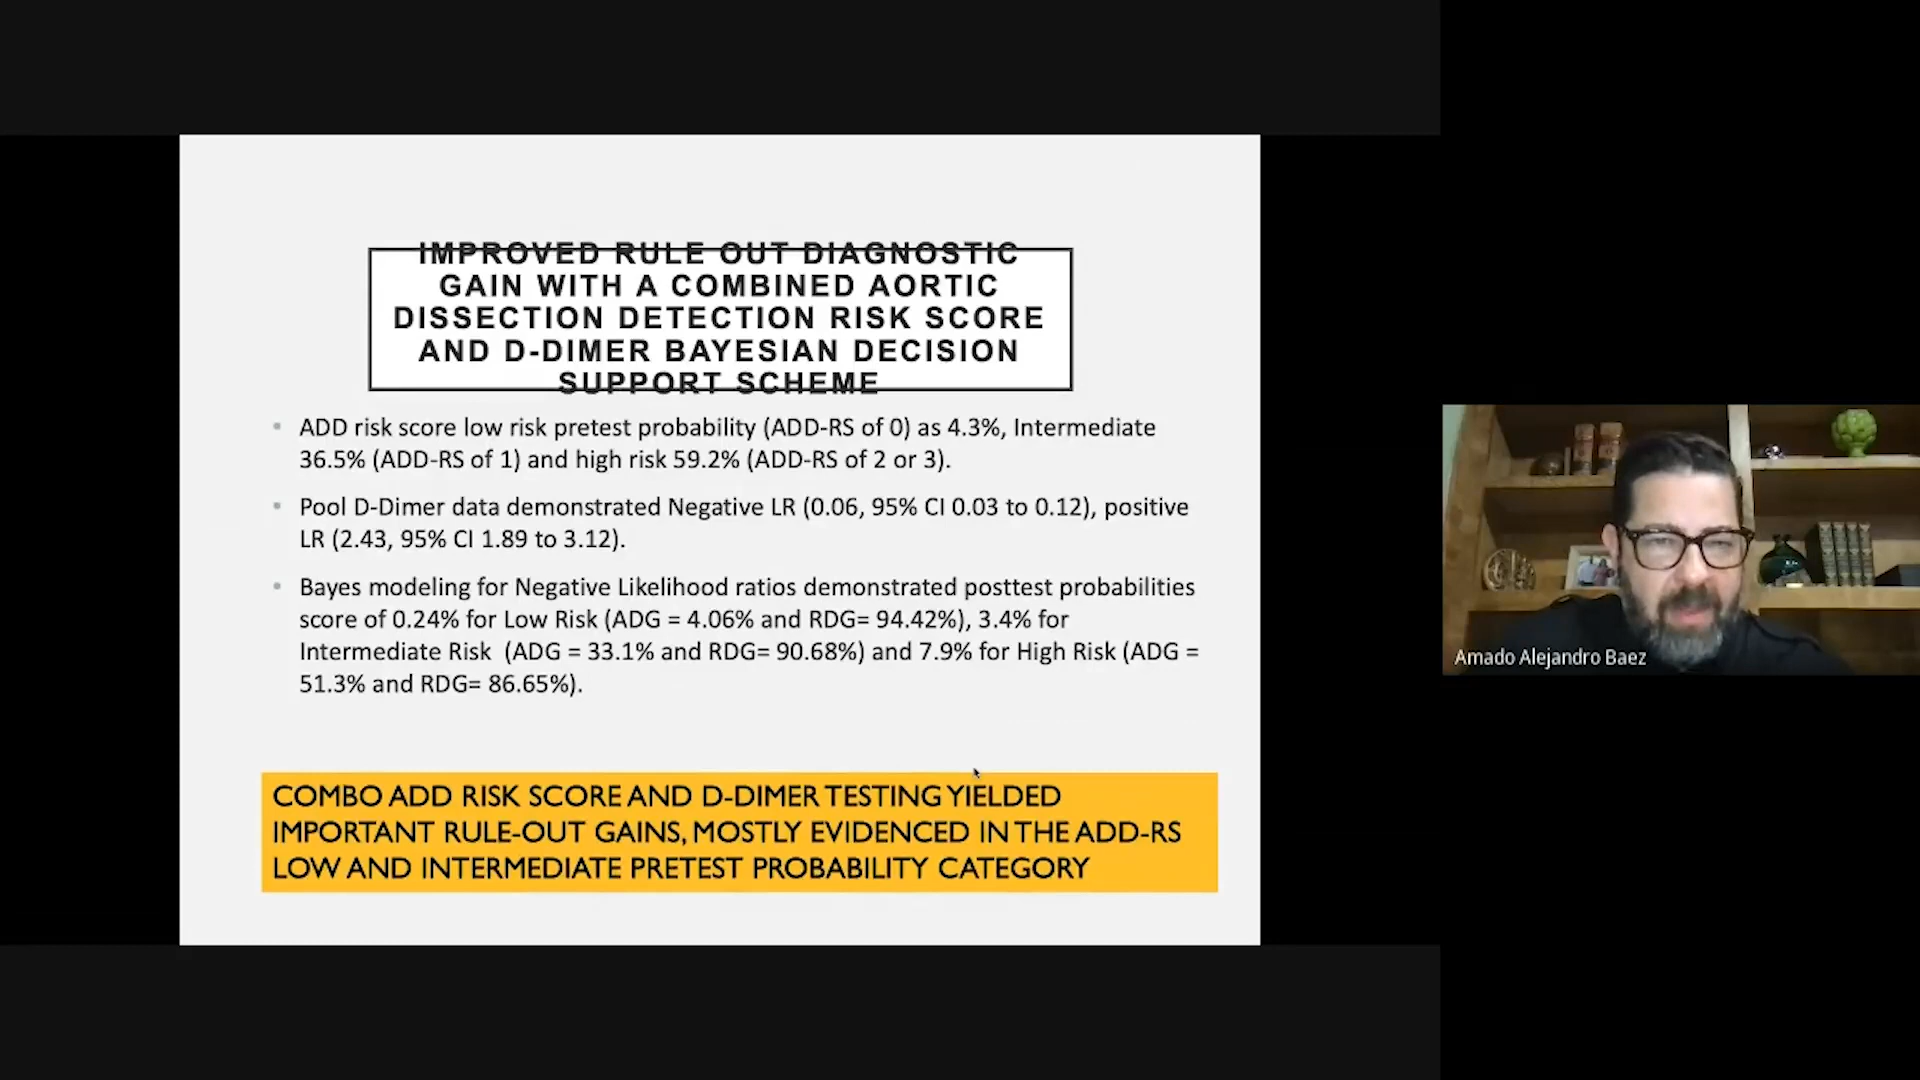 IMPROVED RULE OUT DIAGNOSTIC
GAIN WITH A COMBINED AORTIC
DISSECTION DETECTION RISK SCORE
AND D-DIMER BAYESIAN DECISION
SUPPORT SCHEME
• ADD risk score low risk pretest probability (ADD-RS of 0) as 4.3%, Intermediate
36.5% (ADD-RS of 1) and high risk 59.2% (ADD-RS of 2 or 3).
• Pool D-Dimer data demonstrated Negative LR (0.06, 95% CI 0.03 to 0.12), positive
LR (2.43, 95% CI 1.89 to 3.12).
• Bayes modeling for Negative Likelihood ratios demonstrated posttest probabilities
score of 0.24% for Low Risk (ADG = 4.06% and RDG= 94.42%), 3.4% for
Intermediate Risk (ADG = 33.1% and RDG= 90.68%) and 7.9% for High Risk (ADG =
51.3% and RDG= 86.65%).
COMBO ADD RISK SCORE AND D-DIMER TESTING YIELDED
IMPORTANT RULE-OUT GAINS, MOSTLY EVIDENCED IN THE ADD-RS
LOW AND INTERMEDIATE PRETEST PROBABILITY CATEGORY
Amado Alejandro Baez